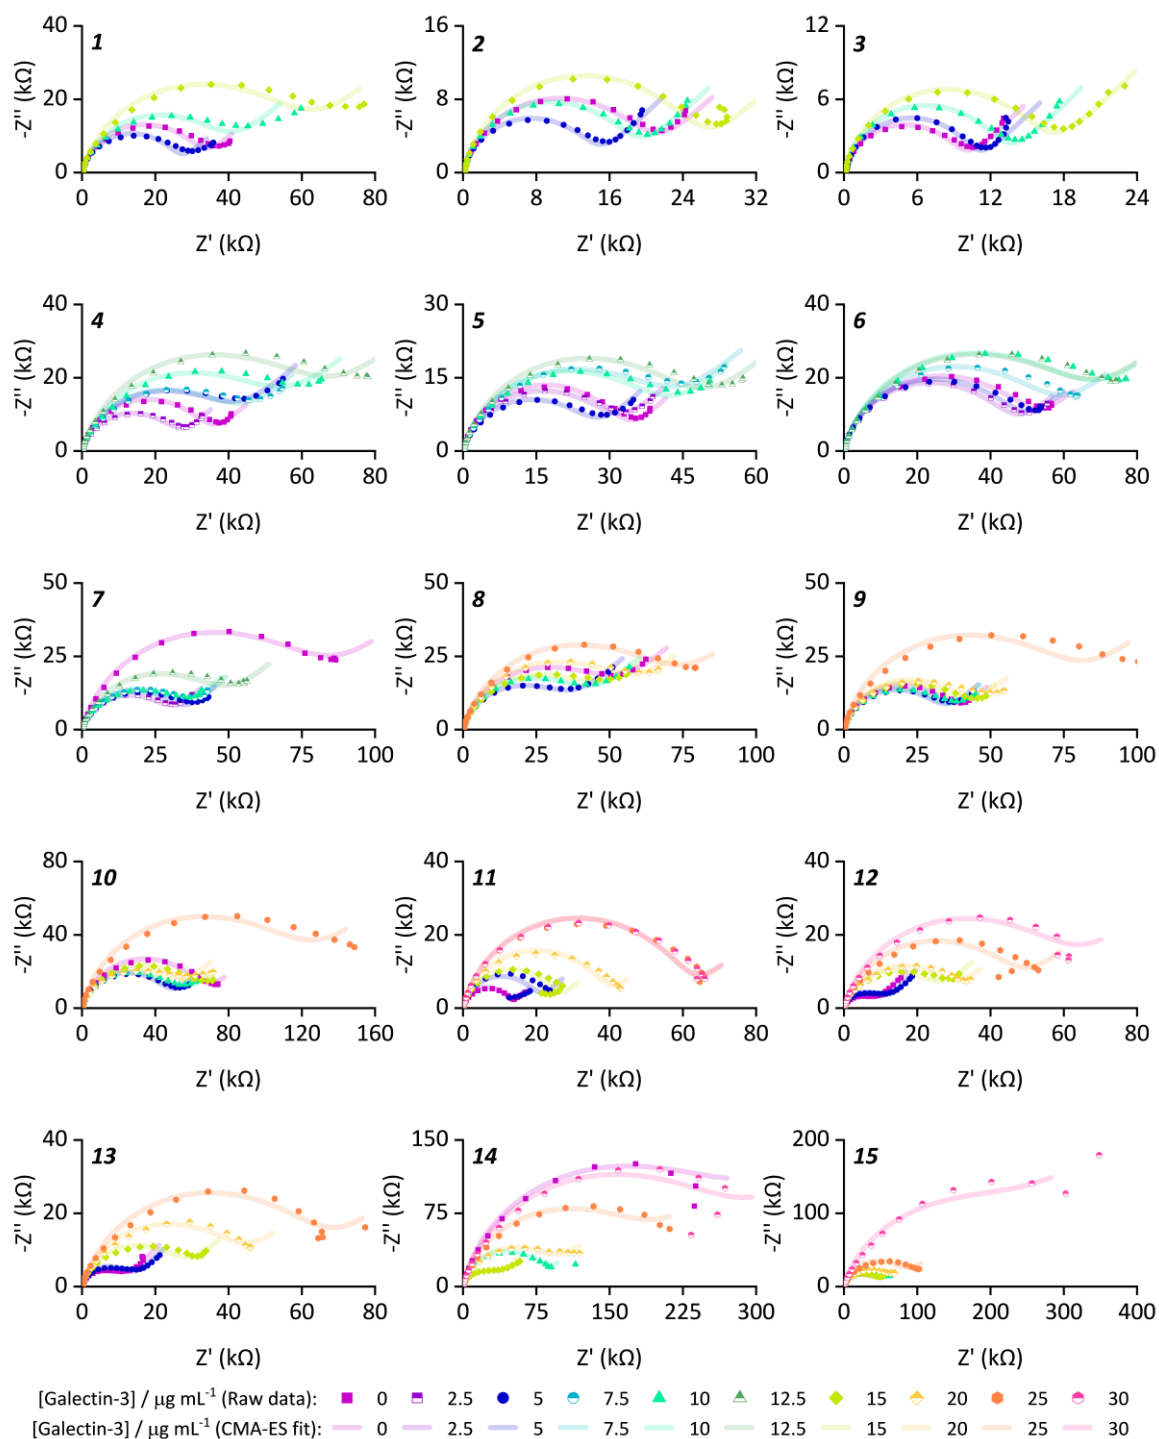 40 1 16 2 12 3
-Z'' (kΩ) 20 -Z'' (kΩ) 8 -Z'' (kΩ) 6
0 0 0
0 20 40 60 80 0 8 16 24 32 0 6 12 18 24
Z' (kΩ) Z' (kΩ) Z' (kΩ)
40 4 30 5 40 6
-Z'' (kΩ) 20 -Z'' (kΩ) 15 -Z'' (kΩ) 20
0 0 0
0 20 40 60 80 0 15 30 45 60 0 20 40 60 80
Z' (kΩ) Z' (kΩ) Z' (kΩ)
50 7 50 8 50 9
-Z'' (kΩ) 25 -Z'' (kΩ) 25 -Z'' (kΩ) 25
0 0 0
0 25 50 75 100 0 25 50 75 100 0 25 50 75 100
Z' (kΩ) Z' (kΩ) Z' (kΩ)
80 10 40 11 40 12
-Z'' (kΩ) 40 -Z'' (kΩ) 20 -Z'' (kΩ) 20
0 0 0
0 40 80 120 160 0 20 40 60 80 0 20 40 60 80
Z' (kΩ) Z' (kΩ) Z' (kΩ)
40 13 150 14 200 15
-Z'' (kΩ) 20 -Z'' (kΩ) 75 -Z'' (kΩ) 100
0 0 0
0 20 40 60 80 0 75 150 225 300 0 100 200 300 400
Z' (kΩ) Z' (kΩ) Z' (kΩ)
[Galectin-3] / μg mL⁻¹ (Raw data): 0 2.5 5 7.5 10 12.5 15 20 25 30
[Galectin-3] / μg mL⁻¹ (CMA-ES fit): 0 2.5 5 7.5 10 12.5 15 20 25 30